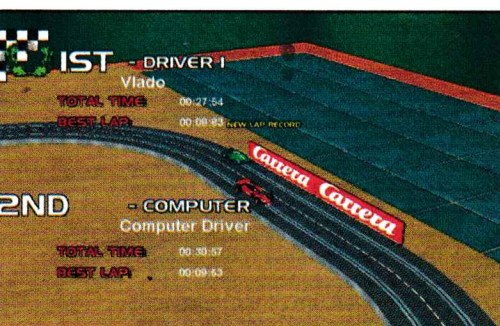 1ST - DRIVER 1
Vlado
TOTAL TIME: 00:27:54
BEST LAP: 00:08:83 NEW LAP RECORD
Carrera Carrera
2ND - COMPUTER
Computer Driver
TOTAL TIME: 00:30:57
BEST LAP: 00:09:53